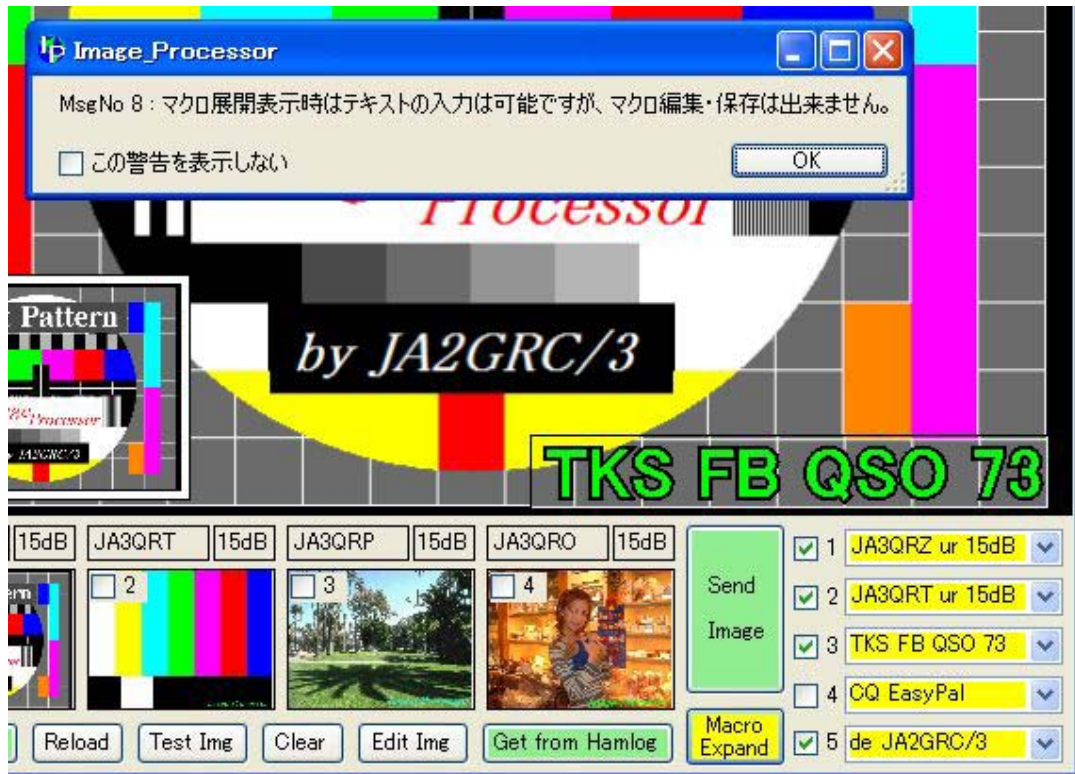 Image_Processor
MsgNo 8 : マクロ展開表示時はテキストの入力は可能ですが、マクロ編集・保存は出来ません。
この警告を表示しない
OK
Processor
Pattern
by JA2GRC/3
Processor
by JA2GRC/3
TKS FB QSO 73
15dB JA3QRT 15dB JA3QRP 15dB JA3QRO 15dB
2 3 4
Send
Image
1 JA3QRZ ur 15dB
2 JA3QRT ur 15dB
3 TKS FB QSO 73
4 CQ EasyPal
5 de JA2GRC/3
Reload Test Img Clear Edit Img Get from Hamlog
Macro
Expand